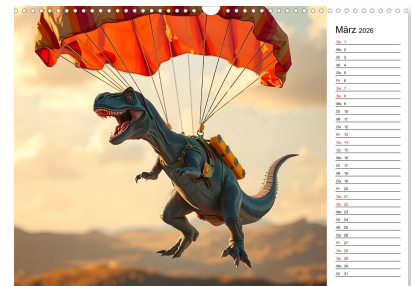 März 2026
So 1
Mo 2
Di 3
Mi 4
Do 5
Fr 6
Sa 7
So 8
Mo 9
Di 10
Mi 11
Do 12
Fr 13
Sa 14
So 15
Mo 16
Di 17
Mi 18
Do 19
Fr 20
Sa 21
So 22
Mo 23
Di 24
Mi 25
Do 26
Fr 27
Sa 28
So 29
Mo 30
Di 31